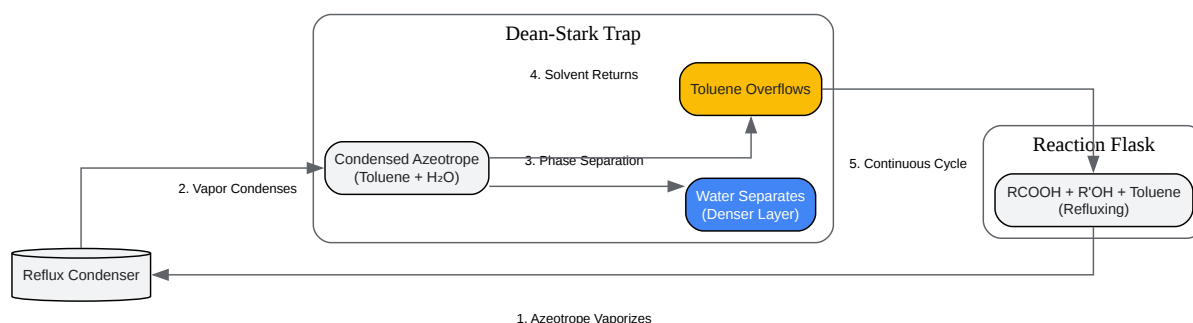 Dean-Stark Trap
4. Solvent Returns
Toluene Overflows
Condensed Azeotrope
(Toluene + H₂O)
3. Phase Separation
5. Continuous Cycle
Reaction Flask
2. Vapor Condenses
Water Separates
(Denser Layer)
RCOOH + R'OH + Toluene
(Refluxing)
Reflux Condenser
1. Azeotrope Vaporizes